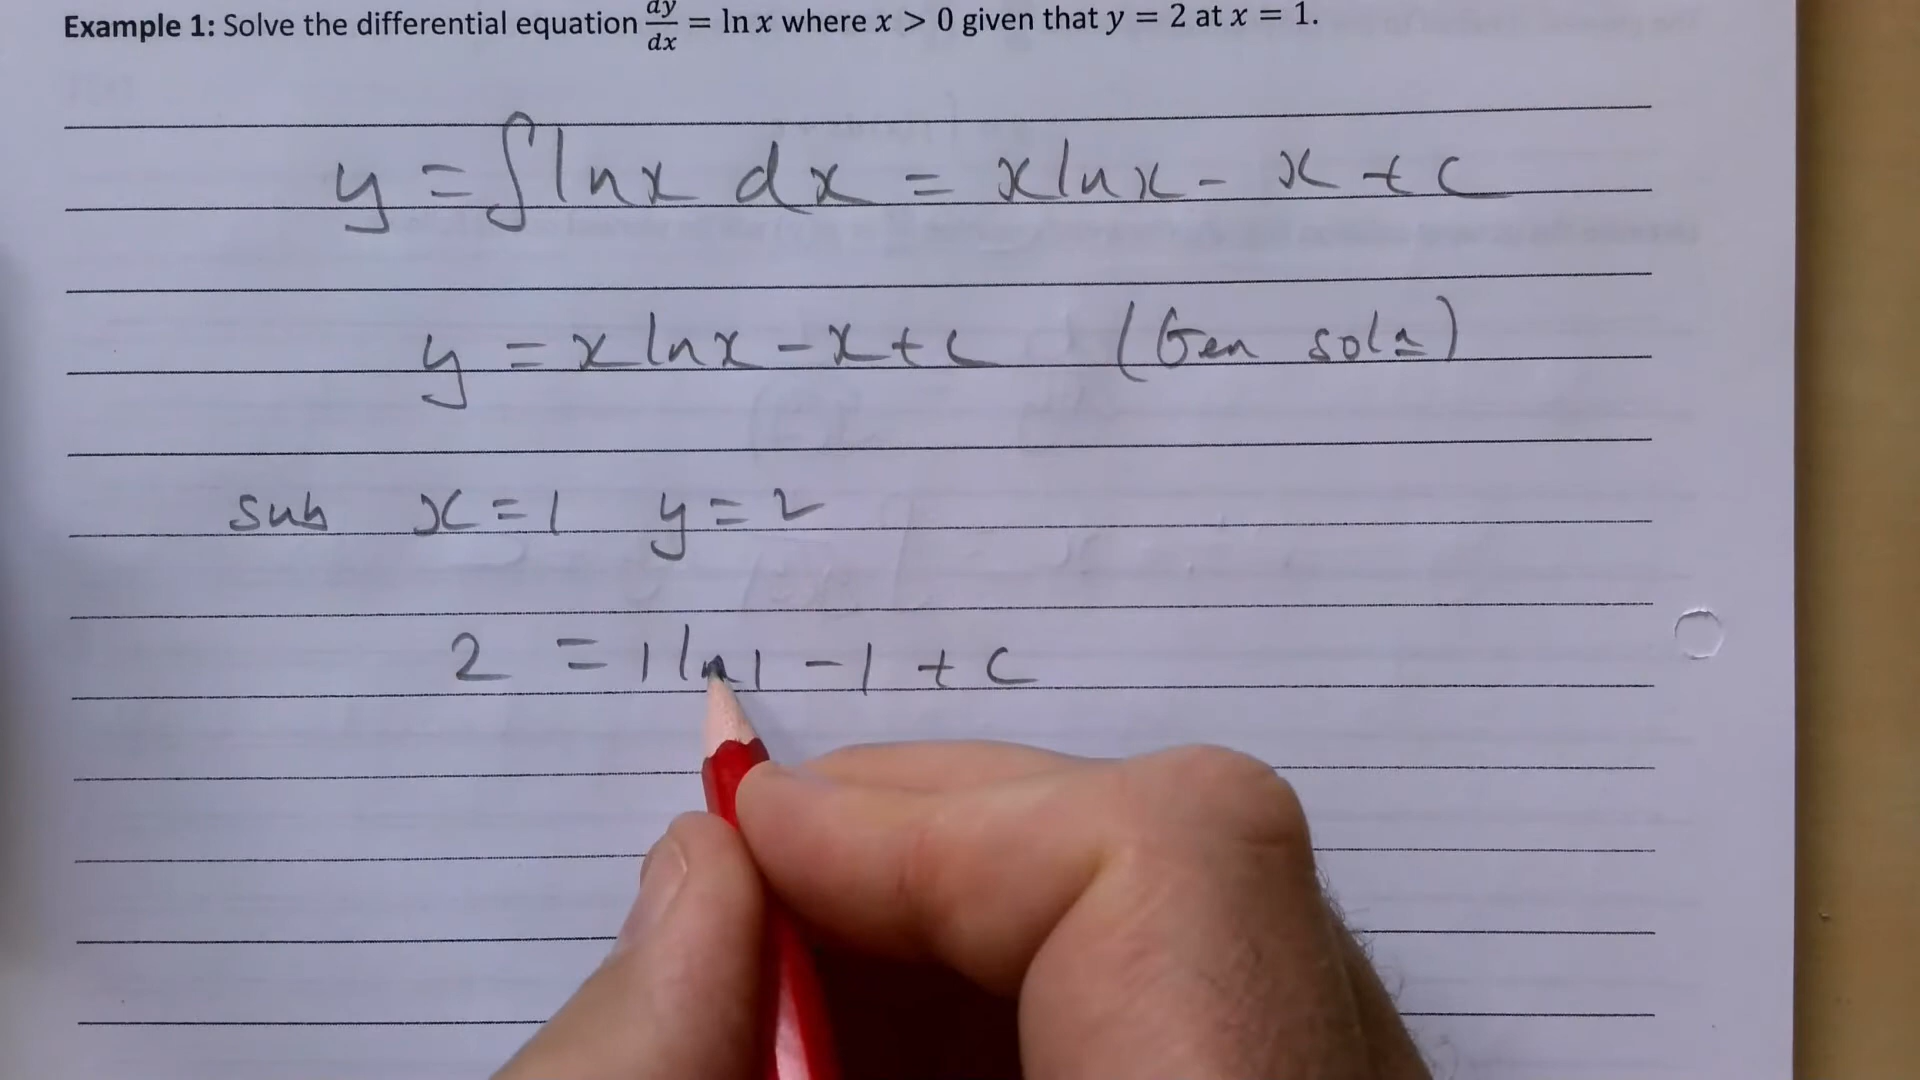 Example 1: Solve the differential equation dy/dx = ln x where x > 0 given that y = 2 at x = 1.
y = ∫ ln x dx = x ln x - x + c
y = x ln x - x + c (Gen solⁿ)
sub x = 1 y = 2
2 = 1 ln 1 - 1 + c